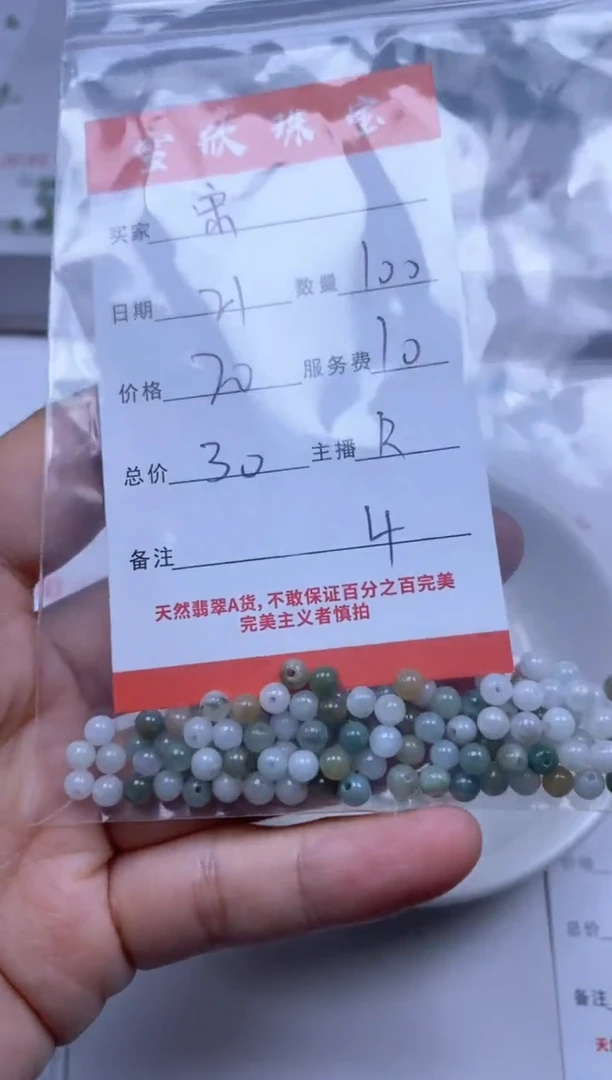 欣珠宝
买家
日期 21 数量 100
价格 20 服务费 10
总价 30 主播 R
备注 4
天然翡翠A货,不敢保证百分之百完美
完美主义者慎拍
总价
备注